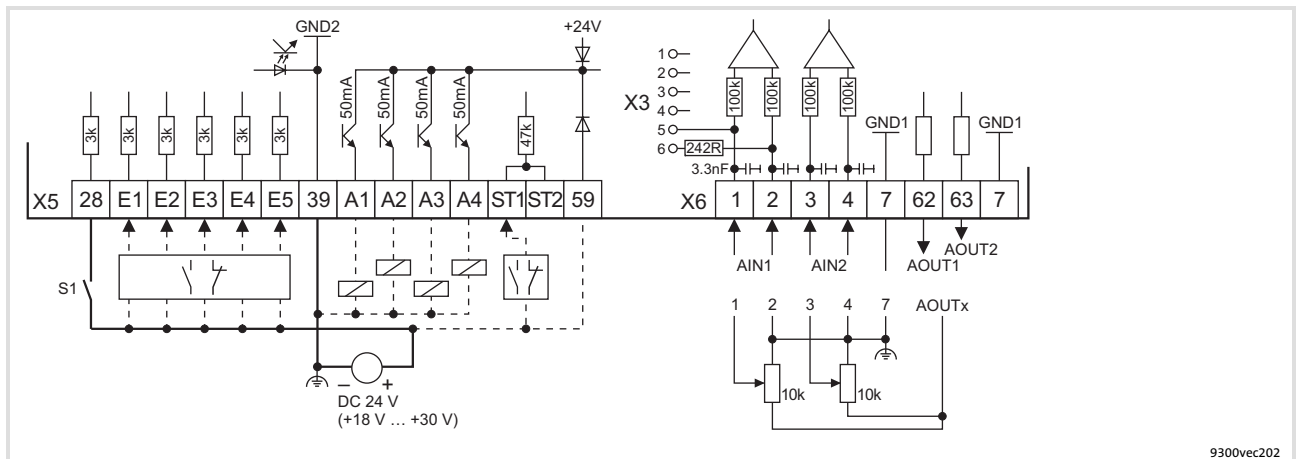 GND2
+24V
50mA 50mA 50mA 50mA
3k 3k 3k 3k 3k 3k
47k
X5 28 E1 E2 E3 E4 E5 39 A1 A2 A3 A4 ST1 ST2 59
S1
– +
DC 24 V
(+18 V ... +30 V)
X3
1
2
3
4
5
6 242R
100k 100k 100k 100k
GND1 GND1
3.3nF
X6 1 2 3 4 7 62 63 7
AIN1 AIN2 AOUT1 AOUT2
1 2 3 4 7 AOUTx
10k 10k
9300vec202